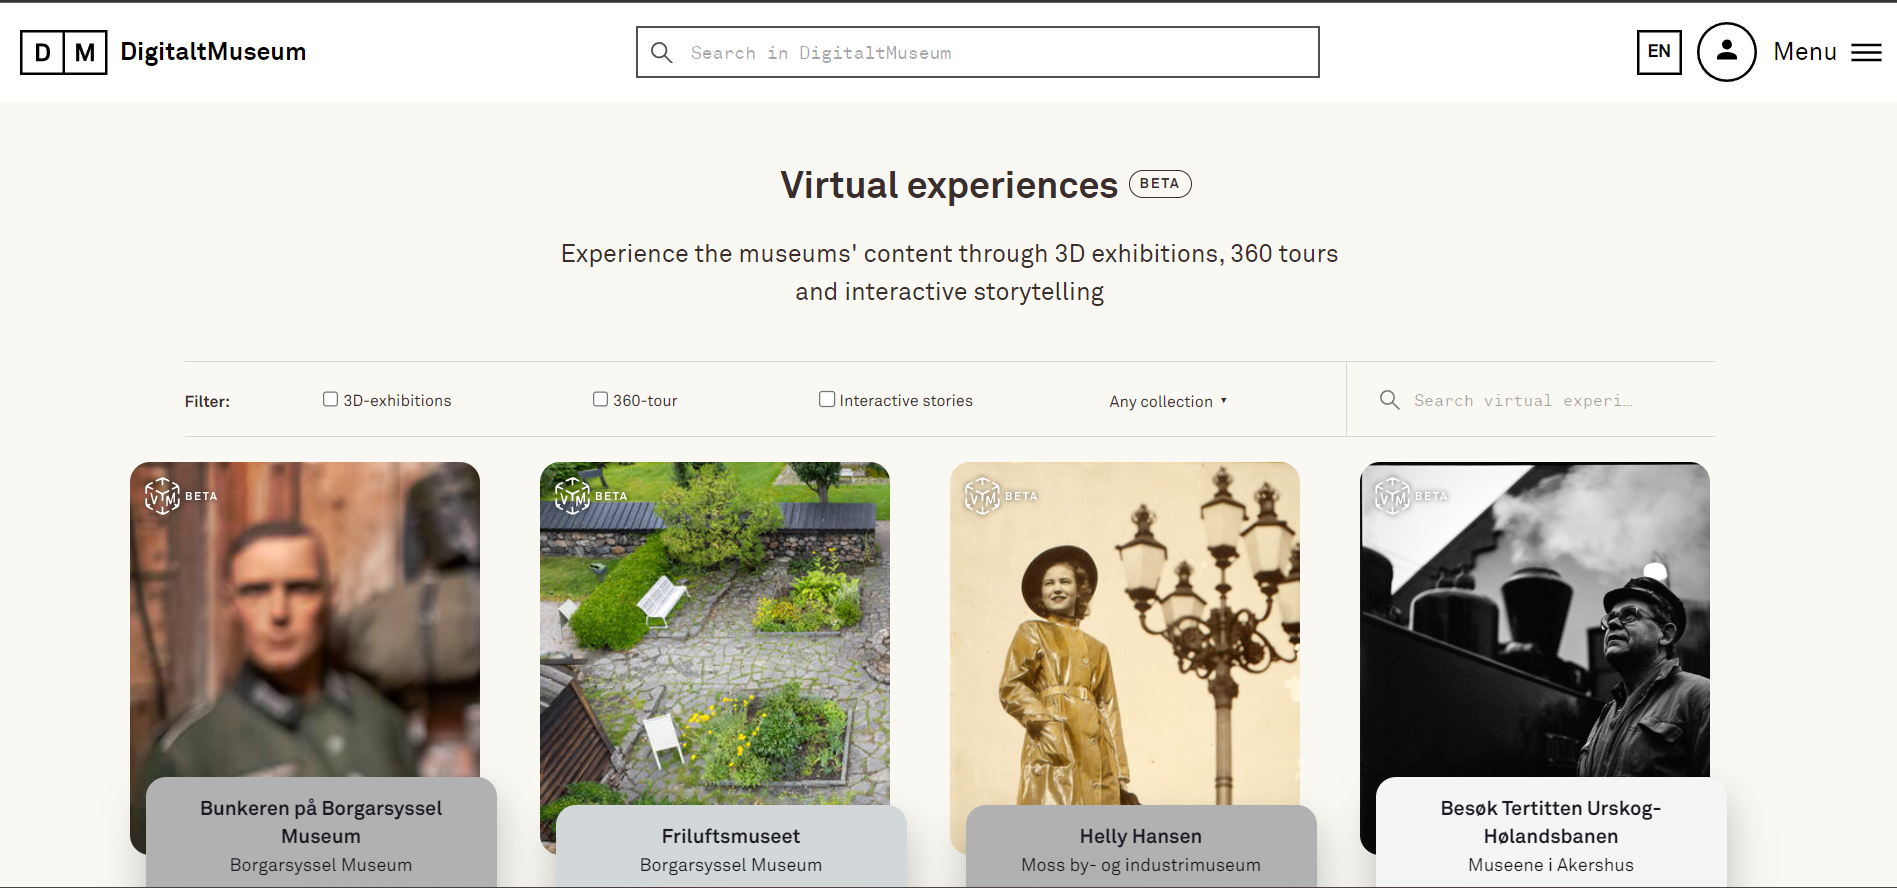 D M DigitaltMuseum
Search in DigitaltMuseum
EN
Menu
Virtual experiences BETA
Experience the museums' content through 3D exhibitions, 360 tours
and interactive storytelling
Filter:
3D-exhibitions
360-tour
Interactive stories
Any collection
Search virtual experi…
VM BETA
VM BETA
VM BETA
VM BETA
Bunkeren på Borgarsyssel
Museum
Borgarsyssel Museum
Friluftsmuseet
Borgarsyssel Museum
Helly Hansen
Moss by- og industrimuseum
Besøk Tertitten Urskog-
Hølandsbanen
Museene i Akershus